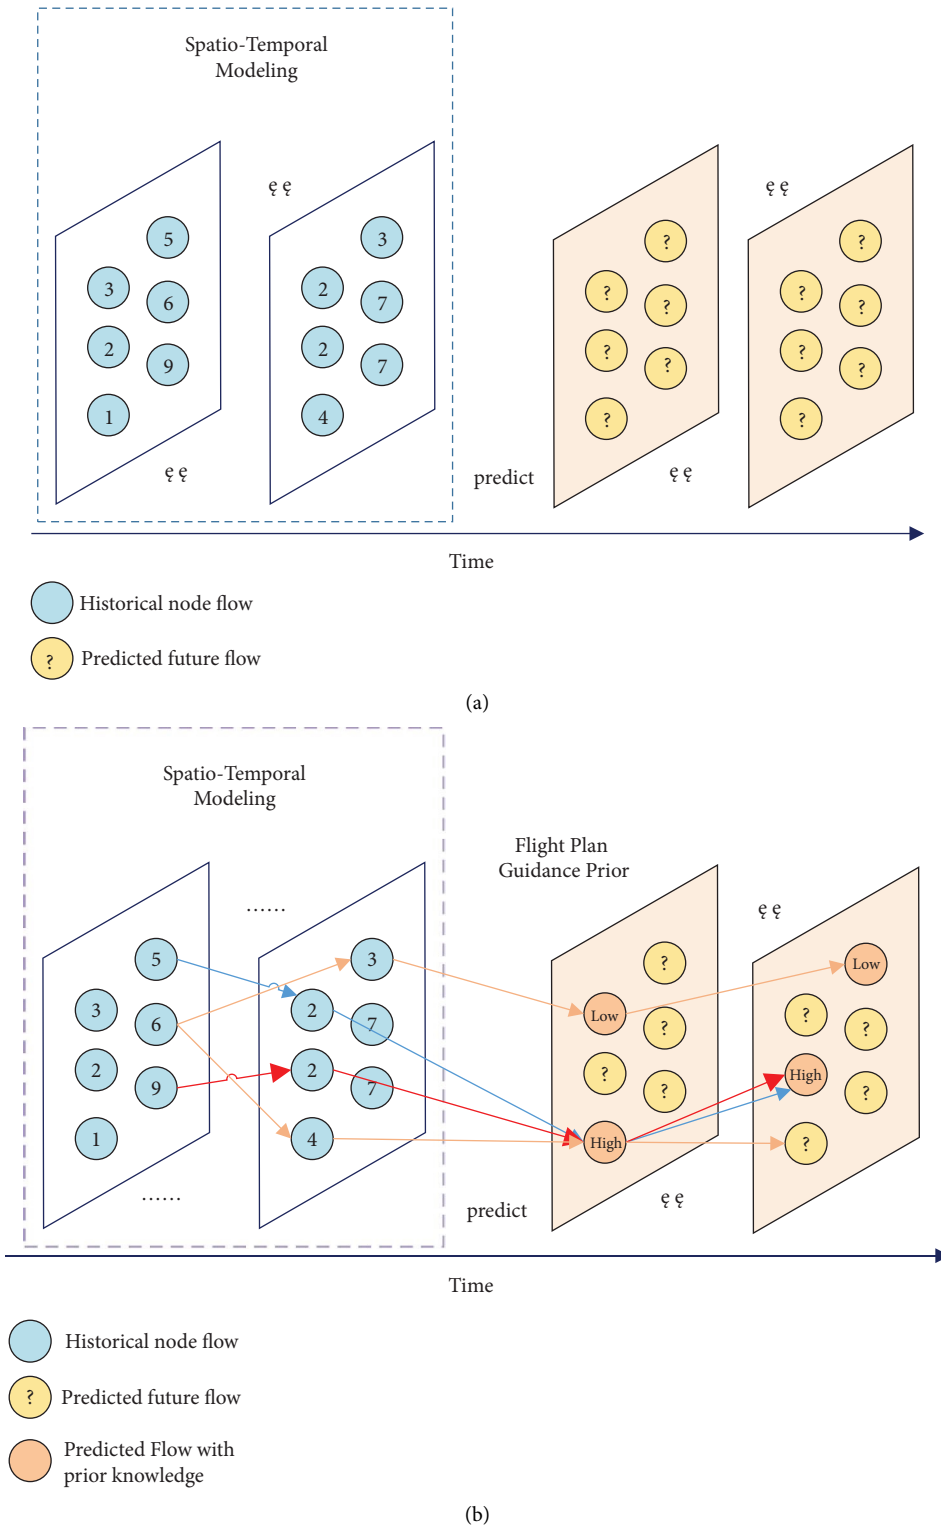 Spatio-Temporal
Modeling
ę ę
ę ę
5
3
3
2
6
7
2
2
9
7
1
4
?
?
?
?
?
?
?
?
?
?
?
?
?
?
ę ę
predict
ę ę
Time
Historical node flow
? Predicted future flow
(a)
Spatio-Temporal
Modeling
Flight Plan
Guidance Prior
......
ę ę
5
3
3
2
6
7
2
2
9
7
1
4
?
Low
Low
?
?
?
?
?
High
?
?
High
?
......
predict
ę ę
Time
Historical node flow
? Predicted future flow
Predicted Flow with
prior knowledge
(b)